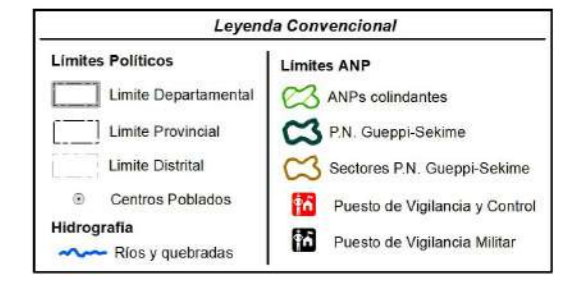 Leyenda Convencional
Límites Políticos
Limite Departamental
Limite Provincial
Limite Distrital
Centros Poblados
Hidrografia
Ríos y quebradas
Límites ANP
ANPs colindantes
P.N. Gueppi-Sekime
Sectores P.N. Gueppi-Sekime
Puesto de Vigilancia y Control
Puesto de Vigilancia Militar